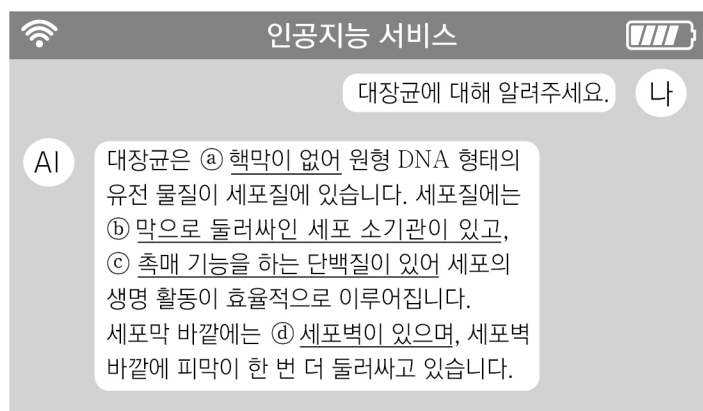 인공지능 서비스
대장균에 대해 알려주세요.
나
AI
대장균은 ⓐ 핵막이 없어 원형 DNA 형태의
유전 물질이 세포질에 있습니다. 세포질에는
ⓑ 막으로 둘러싸인 세포 소기관이 있고,
ⓒ 촉매 기능을 하는 단백질이 있어 세포의
생명 활동이 효율적으로 이루어집니다.
세포막 바깥에는 ⓓ 세포벽이 있으며, 세포벽
바깥에 피막이 한 번 더 둘러싸고 있습니다.